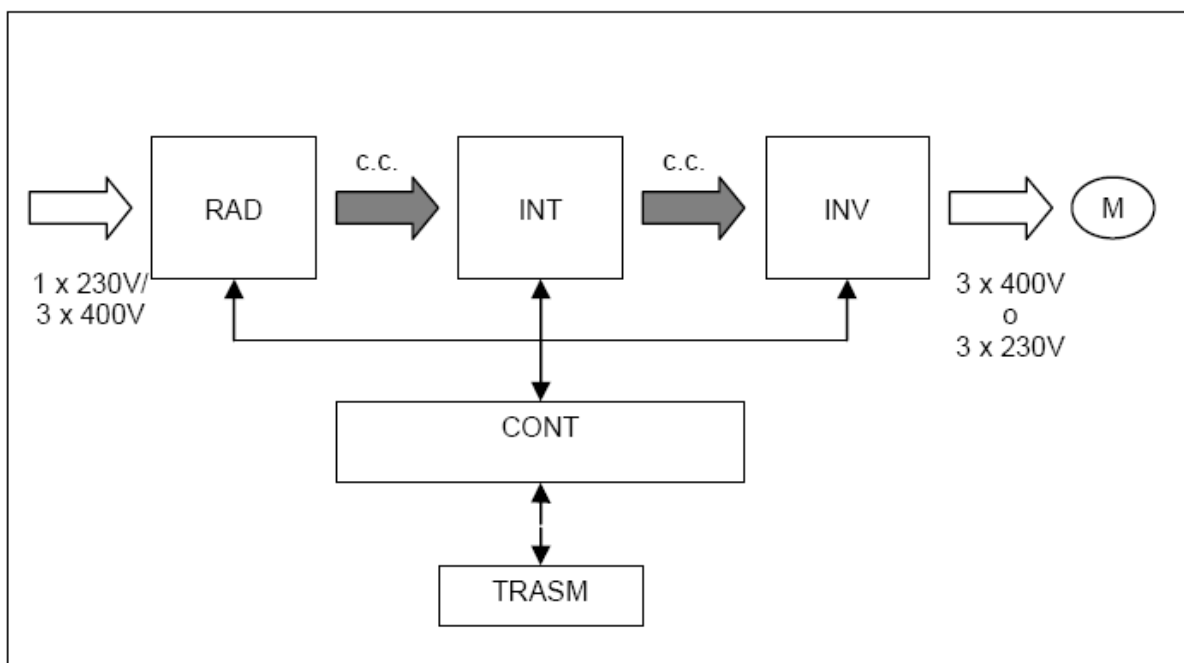 c.c.
c.c.
RAD
INT
INV
M
1 x 230V/
3 x 400V
3 x 400V
o
3 x 230V
CONT
TRASM